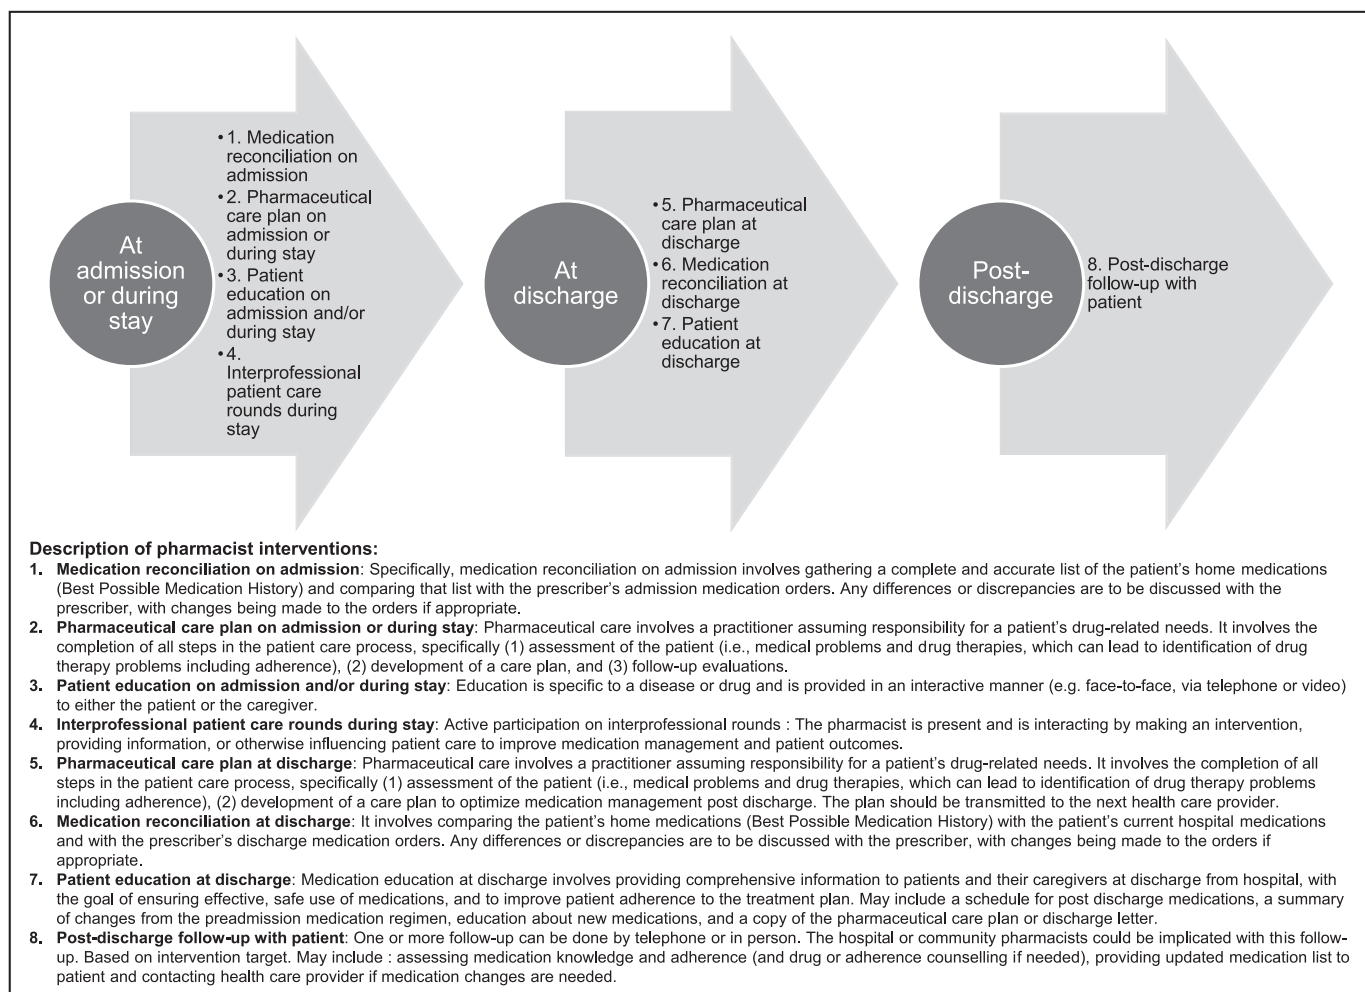 At
admission
or during
stay
• 1. Medication
reconciliation on
admission
• 2. Pharmaceutical
care plan on
admission or
during stay
• 3. Patient
education on
admission and/or
during stay
• 4.
Interprofessional
patient care
rounds during
stay
At
discharge
• 5. Pharmaceutical
care plan at
discharge
• 6. Medication
reconciliation at
discharge
• 7. Patient
education at
discharge
Post-
discharge
8. Post-discharge
follow-up with
patient
Description of pharmacist interventions:
1. Medication reconciliation on admission: Specifically, medication reconciliation on admission involves gathering a complete and accurate list of the patient's home medications
(Best Possible Medication History) and comparing that list with the prescriber's admission medication orders. Any differences or discrepancies are to be discussed with the
prescriber, with changes being made to the orders if appropriate.
2. Pharmaceutical care plan on admission or during stay: Pharmaceutical care involves a practitioner assuming responsibility for a patient's drug-related needs. It involves the
completion of all steps in the patient care process, specifically (1) assessment of the patient (i.e., medical problems and drug therapies, which can lead to identification of drug
therapy problems including adherence), (2) development of a care plan, and (3) follow-up evaluations.
3. Patient education on admission and/or during stay: Education is specific to a disease or drug and is provided in an interactive manner (e.g. face-to-face, via telephone or video)
to either the patient or the caregiver.
4. Interprofessional patient care rounds during stay: Active participation on interprofessional rounds : The pharmacist is present and is interacting by making an intervention,
providing information, or otherwise influencing patient care to improve medication management and patient outcomes.
5. Pharmaceutical care plan at discharge: Pharmaceutical care involves a practitioner assuming responsibility for a patient's drug-related needs. It involves the completion of all
steps in the patient care process, specifically (1) assessment of the patient (i.e., medical problems and drug therapies, which can lead to identification of drug therapy problems
including adherence), (2) development of a care plan to optimize medication management post discharge. The plan should be transmitted to the next health care provider.
6. Medication reconciliation at discharge: It involves comparing the patient's home medications (Best Possible Medication History) with the patient's current hospital medications
and with the prescriber's discharge medication orders. Any differences or discrepancies are to be discussed with the prescriber, with changes being made to the orders if
appropriate.
7. Patient education at discharge: Medication education at discharge involves providing comprehensive information to patients and their caregivers at discharge from hospital, with
the goal of ensuring effective, safe use of medications, and to improve patient adherence to the treatment plan. May include a schedule for post discharge medications, a summary
of changes from the preadmission medication regimen, education about new medications, and a copy of the pharmaceutical care plan or discharge letter.
8. Post-discharge follow-up with patient: One or more follow-up can be done by telephone or in person. The hospital or community pharmacists could be implicated with this follow-
up. Based on intervention target. May include : assessing medication knowledge and adherence (and drug or adherence counselling if needed), providing updated medication list to
patient and contacting health care provider if medication changes are needed.